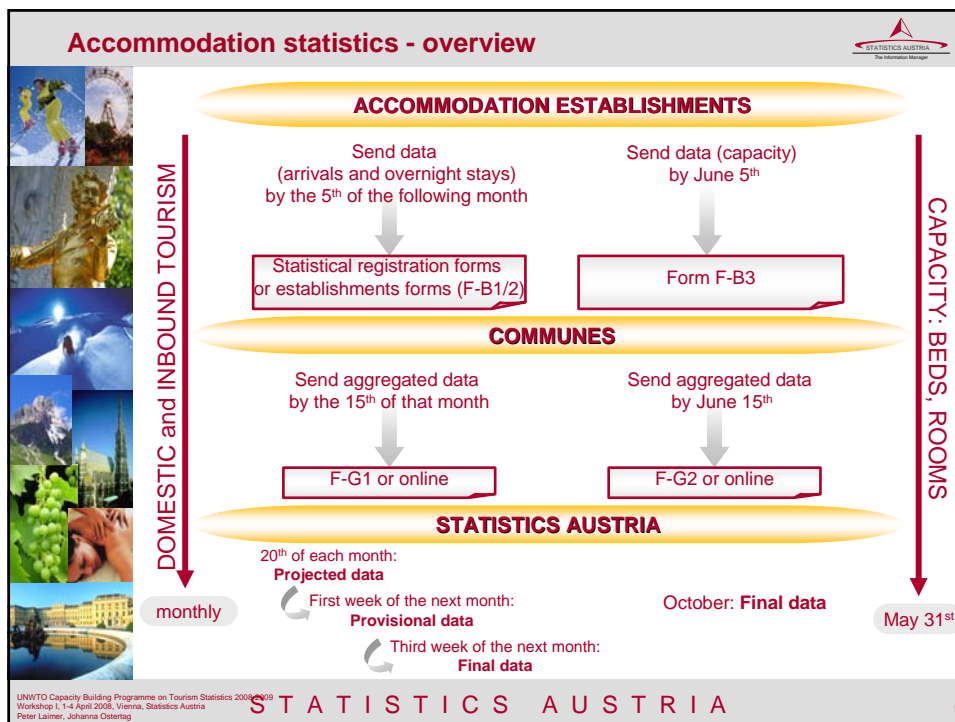 Accommodation statistics - overview
STATISTICS AUSTRIA
The Information Manager
ACCOMMODATION ESTABLISHMENTS
DOMESTIC and INBOUND TOURISM
Send data
(arrivals and overnight stays)
by the 5th of the following month
Send data (capacity)
by June 5th
CAPACITY: BEDS, ROOMS
Statistical registration forms
or establishments forms (F-B1/2)
Form F-B3
COMMUNES
Send aggregated data
by the 15th of that month
Send aggregated data
by June 15th
F-G1 or online
F-G2 or online
STATISTICS AUSTRIA
20th of each month:
Projected data
First week of the next month:
Provisional data
Third week of the next month:
Final data
October: Final data
monthly
May 31st
UNWTO Capacity Building Programme on Tourism Statistics 2008-2009
Workshop I, 1-4 April 2008, Vienna, Statistics Austria
Peter Laimer, Johanna Ostertag
STATISTICS AUSTRIA